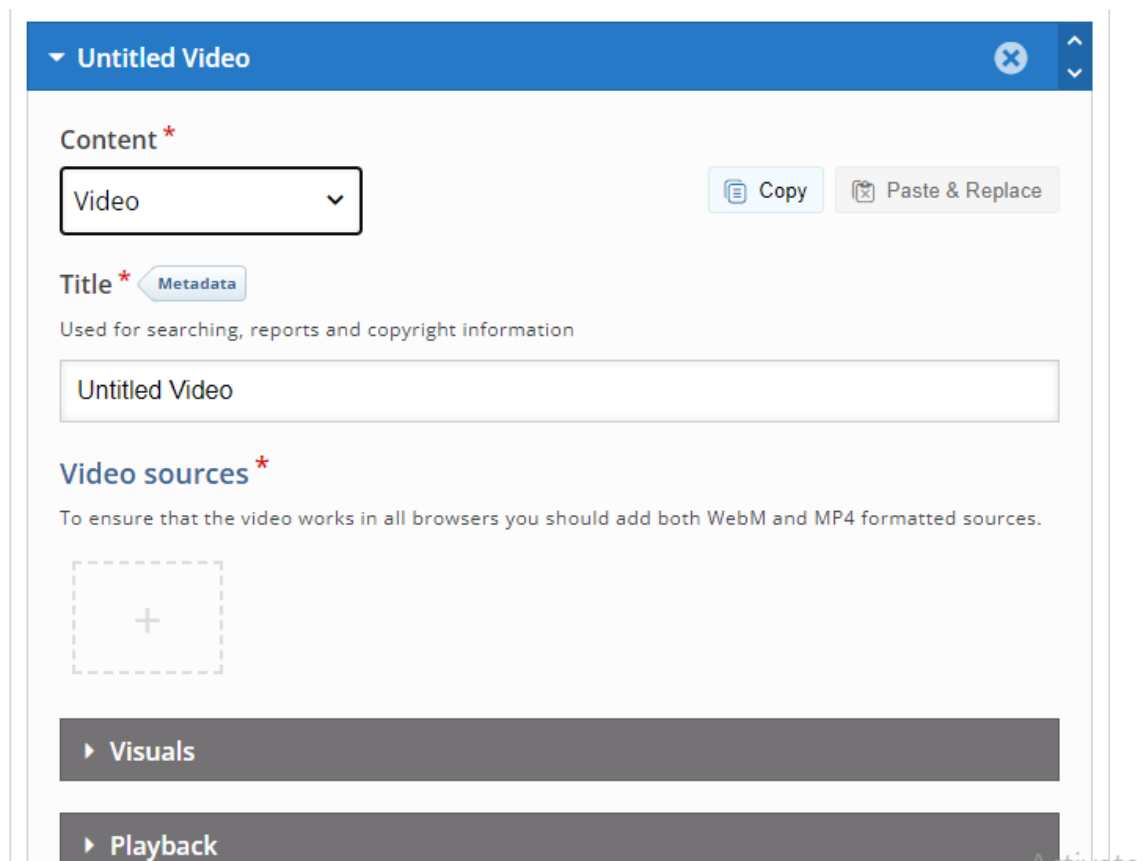 Untitled Video
Content *
Video
Copy
Paste & Replace
Title *
Metadata
Used for searching, reports and copyright information
Untitled Video
Video sources *
To ensure that the video works in all browsers you should add both WebM and MP4 formatted sources.
+
Visuals
Playback